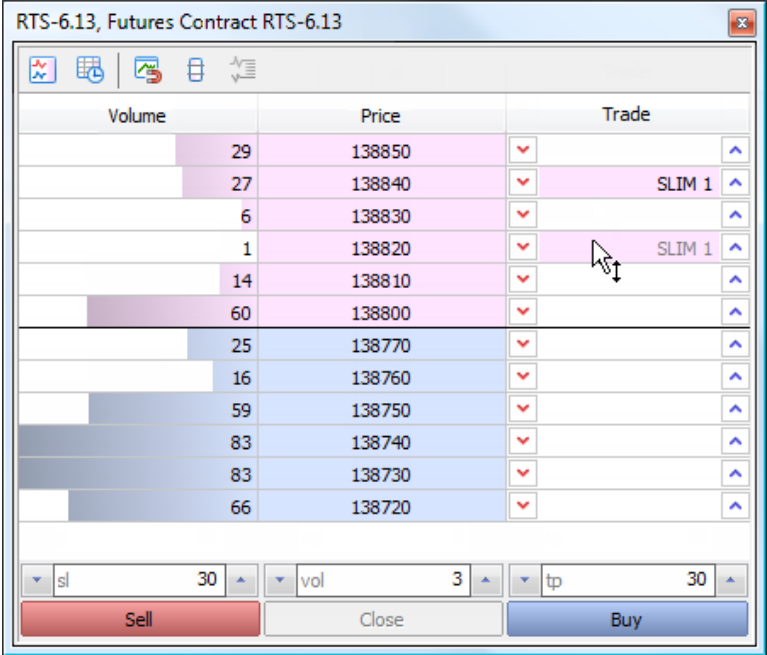 RTS-6.13, Futures Contract RTS-6.13
Volume Price Trade
29 138850
27 138840 SLIM 1
6 138830
1 138820 SLIM 1
14 138810
60 138800
25 138770
16 138760
59 138750
83 138740
83 138730
66 138720
sl 30 vol 3 tp 30
Sell Close Buy